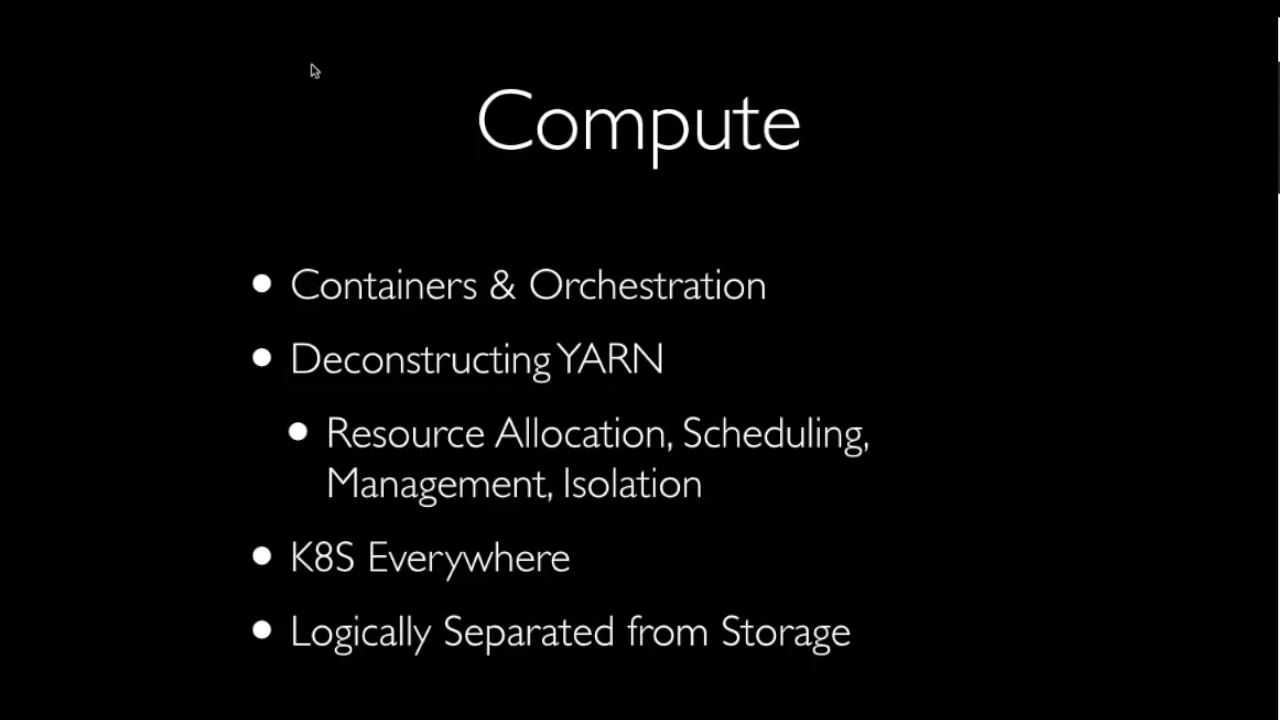 Compute
• Containers & Orchestration
• Deconstructing YARN
• Resource Allocation, Scheduling,
Management, Isolation
• K8S Everywhere
• Logically Separated from Storage